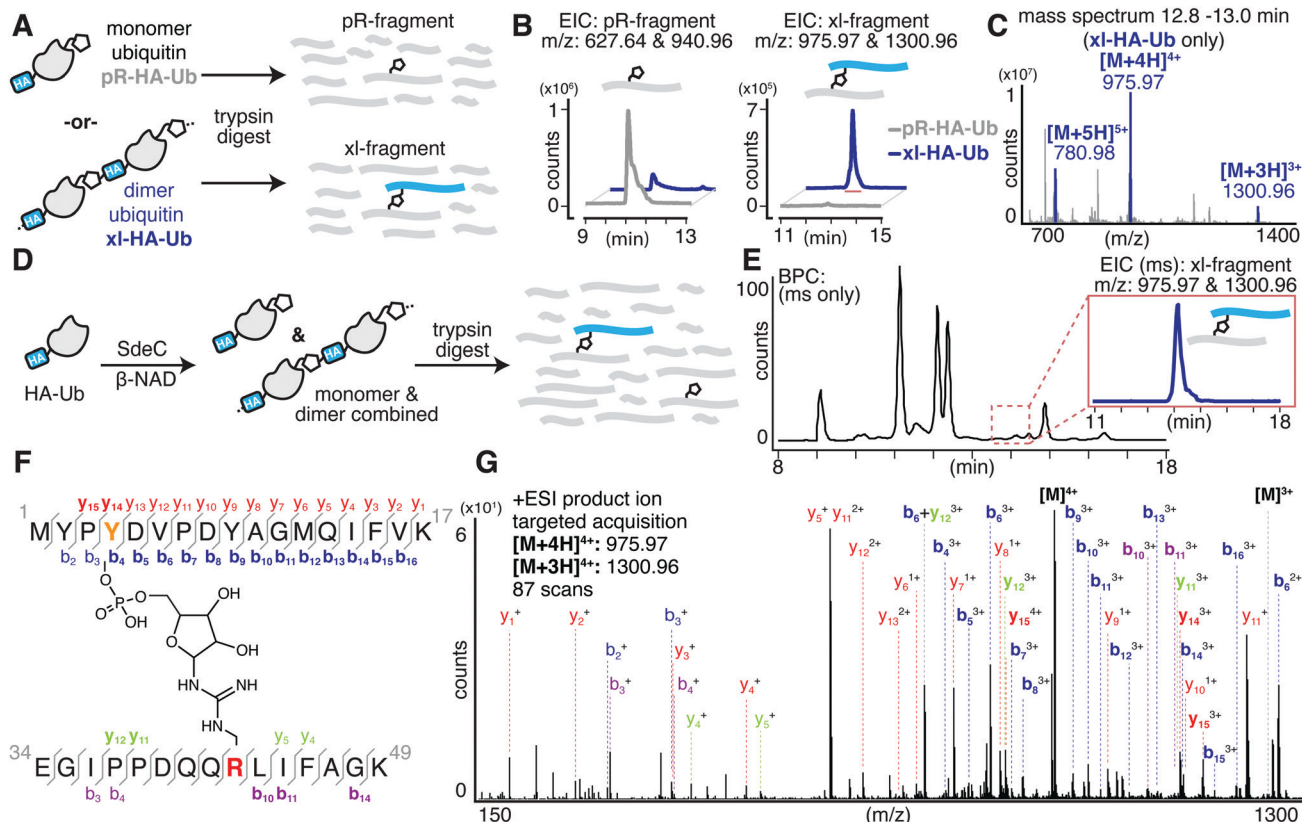 A
monomer
ubiquitin
pR-HA-Ub
HA
-or-
trypsin
digest
HA
HA
dimer
ubiquitin
xl-HA-Ub
pR-fragment
xl-fragment
B
EIC: pR-fragment
m/z: 627.64 & 940.96
(x10⁶)
1
counts
0
9
(min)
13
EIC: xl-fragment
m/z: 975.97 & 1300.96
(x10⁵)
7
counts
0
11
(min)
15
pR-HA-Ub
xl-HA-Ub
C
mass spectrum 12.8 -13.0 min
(xl-HA-Ub only)
[M+4H]⁴⁺
975.97
(x10⁷)
1
[M+5H]⁵⁺
780.98
[M+3H]³⁺
1300.96
counts
0
700
(m/z)
1400
D
HA
HA-Ub
SdeC
β-NAD
HA
&
HA
HA
monomer &
dimer combined
trypsin
digest
E
BPC:
(ms only)
100
counts
0
8
(min)
18
EIC (ms): xl-fragment
m/z: 975.97 & 1300.96
11
(min)
18
F
y₁₅ y₁₄ y₁₃ y₁₂ y₁₁ y₁₀ y₉ y₈ y₇ y₆ y₅ y₄ y₃ y₂ y₁
1 MYPYDVPDYAGMQIFVK 17
b₂ b₃ b₄ b₅ b₆ b₇ b₈ b₉ b₁₀ b₁₁ b₁₂ b₁₃ b₁₄ b₁₅ b₁₆
O
O
P
O
OH
OH
O
OH
HN
NH
HN
y₁₂ y₁₁ y₅ y₄
34 EGIPPDQQRLIFAGK 49
b₃ b₄ b₁₀ b₁₁ b₁₄
G
(x10¹)
6
counts
0
+ESI product ion
targeted acquisition
[M+4H]⁴⁺: 975.97
[M+3H]⁴⁺: 1300.96
87 scans
y₁⁺
y₂⁺
b₂⁺
b₃⁺
b₃⁺
y₃⁺
b₄⁺
y₄⁺
y₄⁺
y₅⁺
y₅⁺ y₁₁²⁺
y₁₂²⁺
y₁₃²⁺
y₆¹⁺
b₆+y₁₂³⁺
b₄³⁺
y₇¹⁺
b₅³⁺
b₆³⁺
y₈¹⁺
y₁₂³⁺
y₁₅⁴⁺
b₇³⁺
b₈³⁺
[M]⁴⁺
b₉³⁺
b₁₀³⁺
b₁₁³⁺
y₉¹⁺
b₁₂³⁺
b₁₀³⁺
b₁₃³⁺
b₁₁³⁺
y₁₁³⁺
y₁₄³⁺
b₁₄³⁺
y₁₀¹⁺
y₁₅³⁺
b₁₅³⁺
b₁₆³⁺
y₁₁⁺
[M]³⁺
b₆²⁺
150
(m/z)
1300